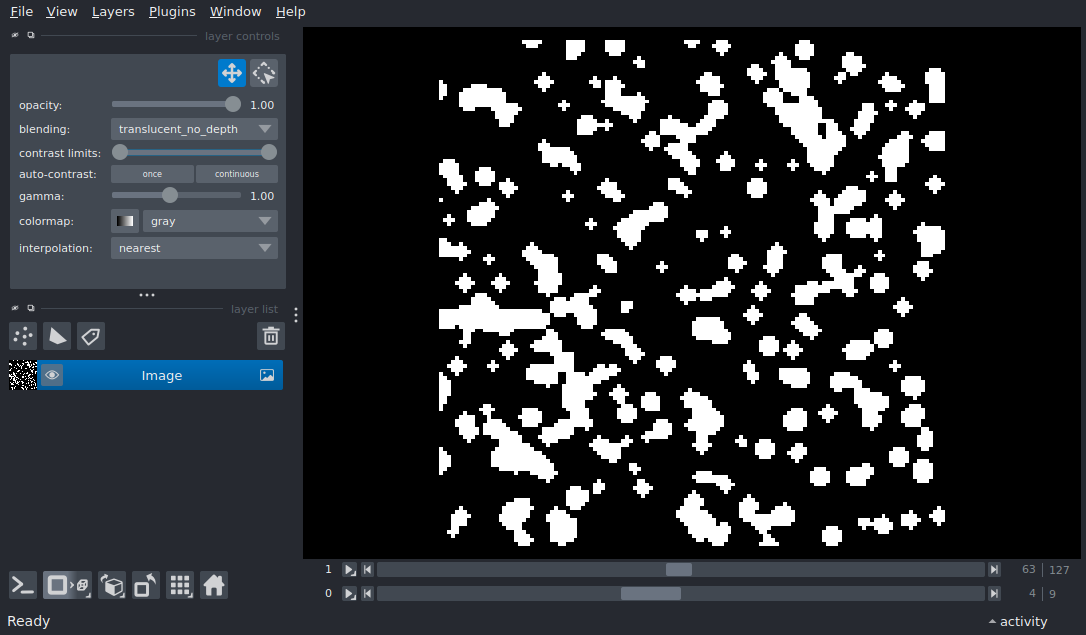 File View Layers Plugins Window Help
layer controls
opacity: 1.00
blending: translucent_no_depth
contrast limits:
auto-contrast: once continuous
gamma: 1.00
colormap: gray
interpolation: nearest
layer list
Image
1 63 127
0 4 9
Ready activity